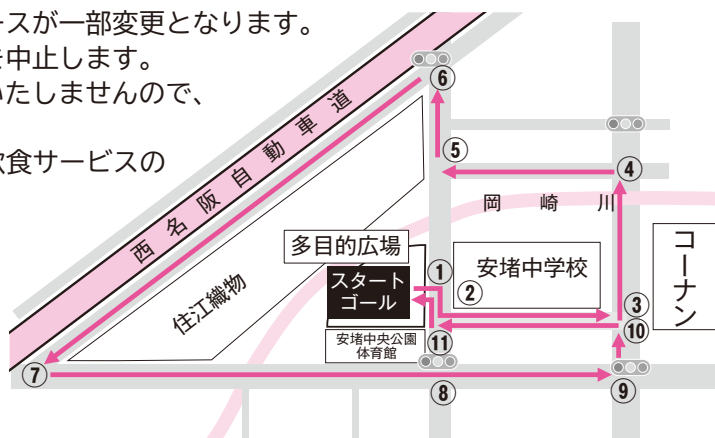 ースが一部変更となります。
を中止します。
いたしませんので、
飲食サービスの
西名阪自動車道
住江織物
多目的広場
スタート
ゴール
安堵中央公園
体育館
安堵中学校
岡崎川
コーナン
①
②
③
④
⑤
⑥
⑦
⑧
⑨
⑩
⑪